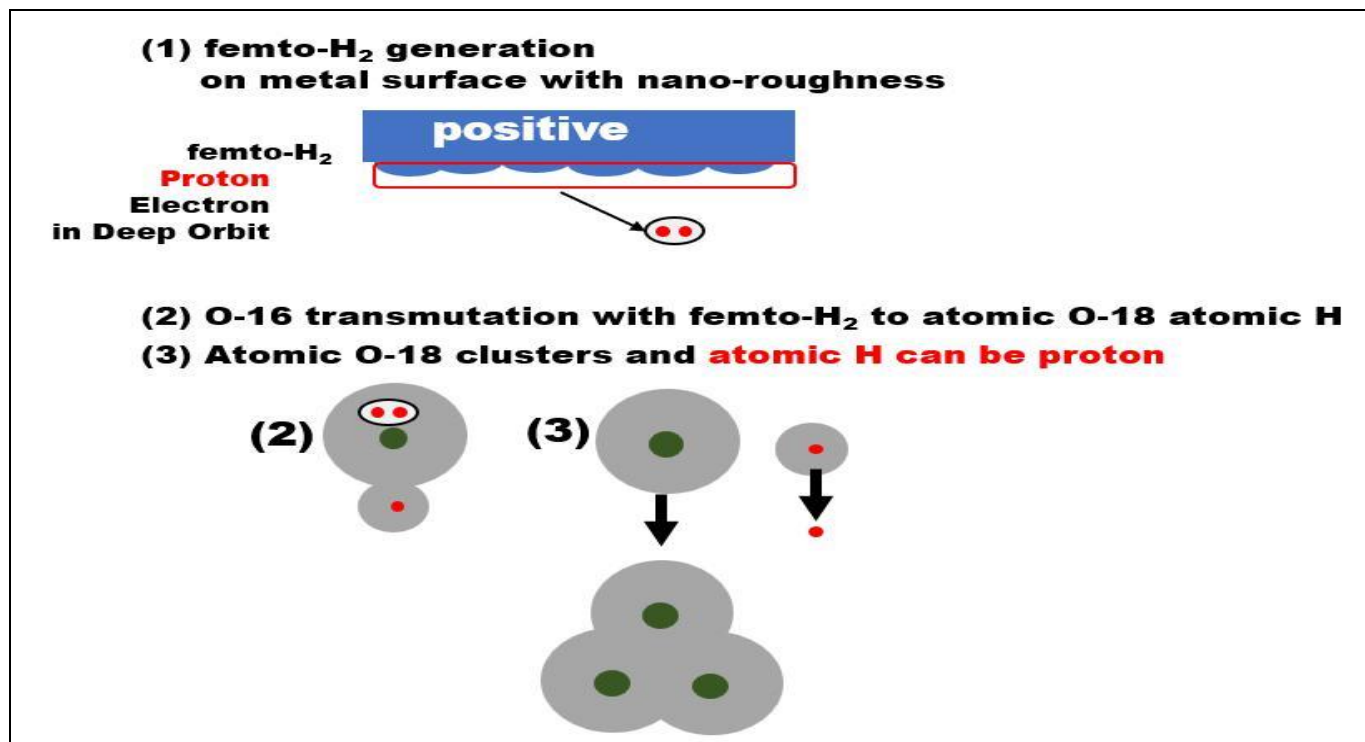 (1) femto-H₂ generation
on metal surface with nano-roughness
positive
femto-H₂
Proton
Electron
in Deep Orbit
(2) O-16 transmutation with femto-H₂ to atomic O-18 atomic H
(3) Atomic O-18 clusters and atomic H can be proton
(2)
(3)